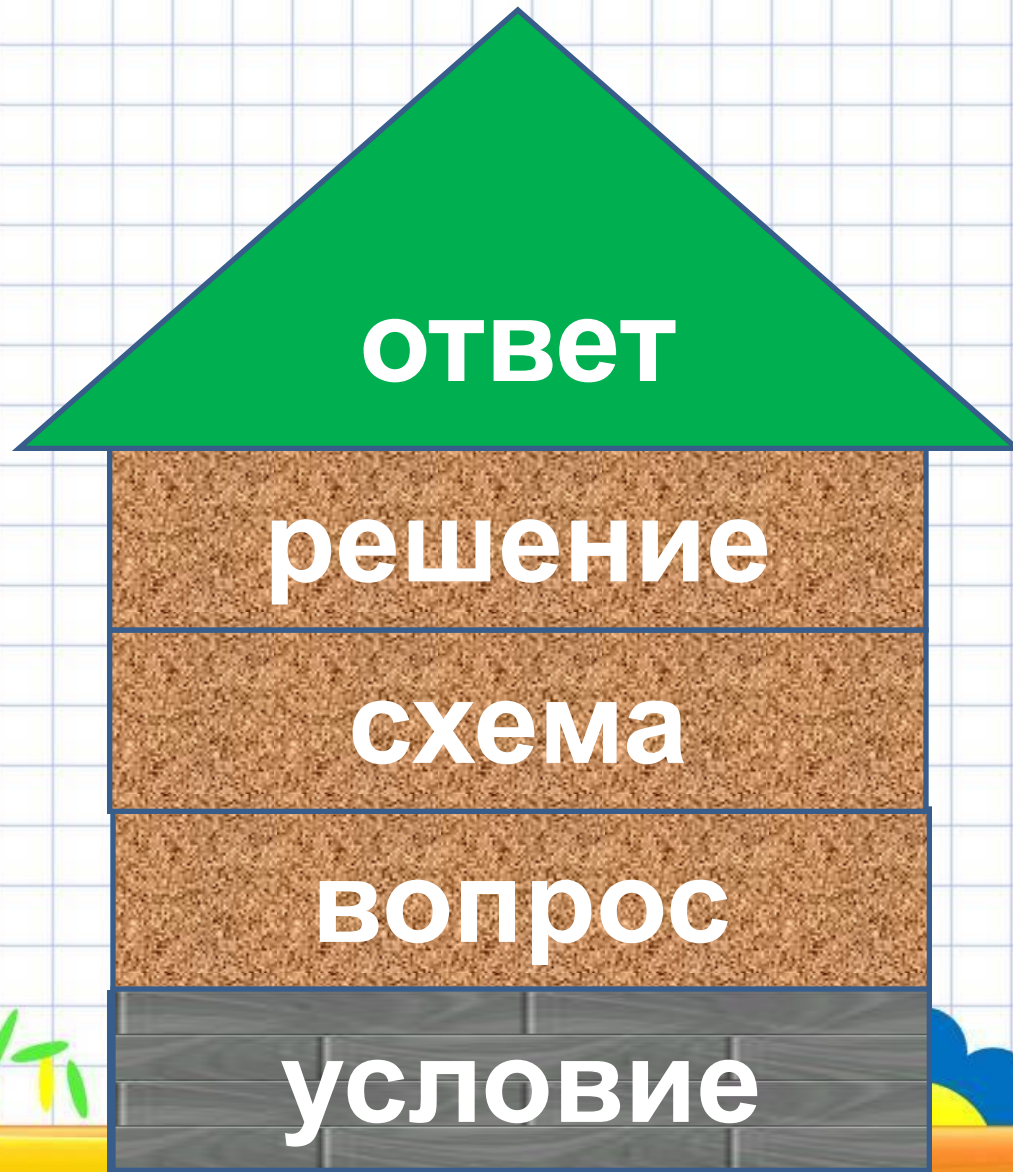 ответ
решение
схема
вопрос
условие